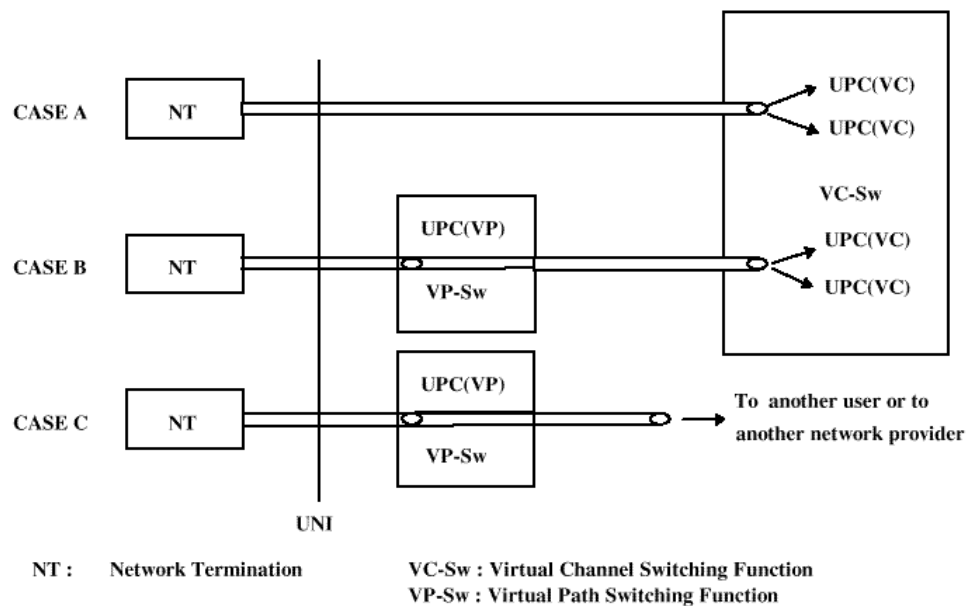 CASE A
NT
UPC(VC)
UPC(VC)
VC-Sw
CASE B
NT
UPC(VP)
VP-Sw
UPC(VC)
UPC(VC)
CASE C
NT
UPC(VP)
VP-Sw
To another user or to
another network provider
UNI
NT : Network Termination
VC-Sw : Virtual Channel Switching Function
VP-Sw : Virtual Path Switching Function